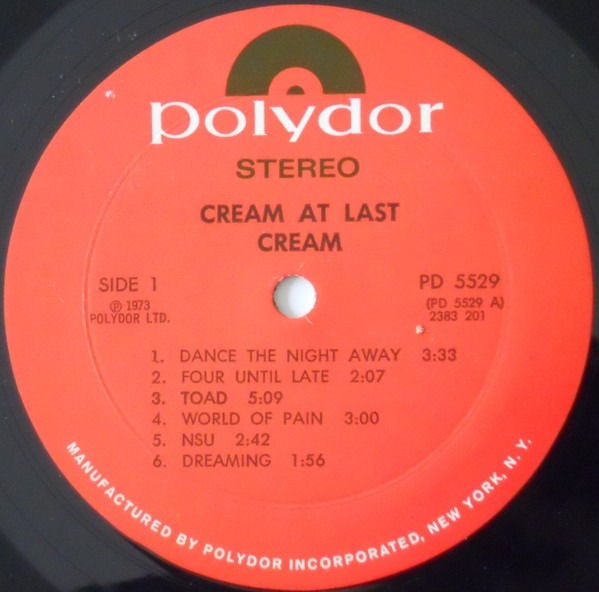 polydor
STEREO
CREAM AT LAST
CREAM
SIDE 1
℗ 1973
POLYDOR LTD.
PD 5529
(PD 5529 A)
2383 201
1. DANCE THE NIGHT AWAY 3:33
2. FOUR UNTIL LATE 2:07
3. TOAD 5:09
4. WORLD OF PAIN 3:00
5. NSU 2:42
6. DREAMING 1:56
MANUFACTURED BY POLYDOR INCORPORATED, NEW YORK, N.Y.